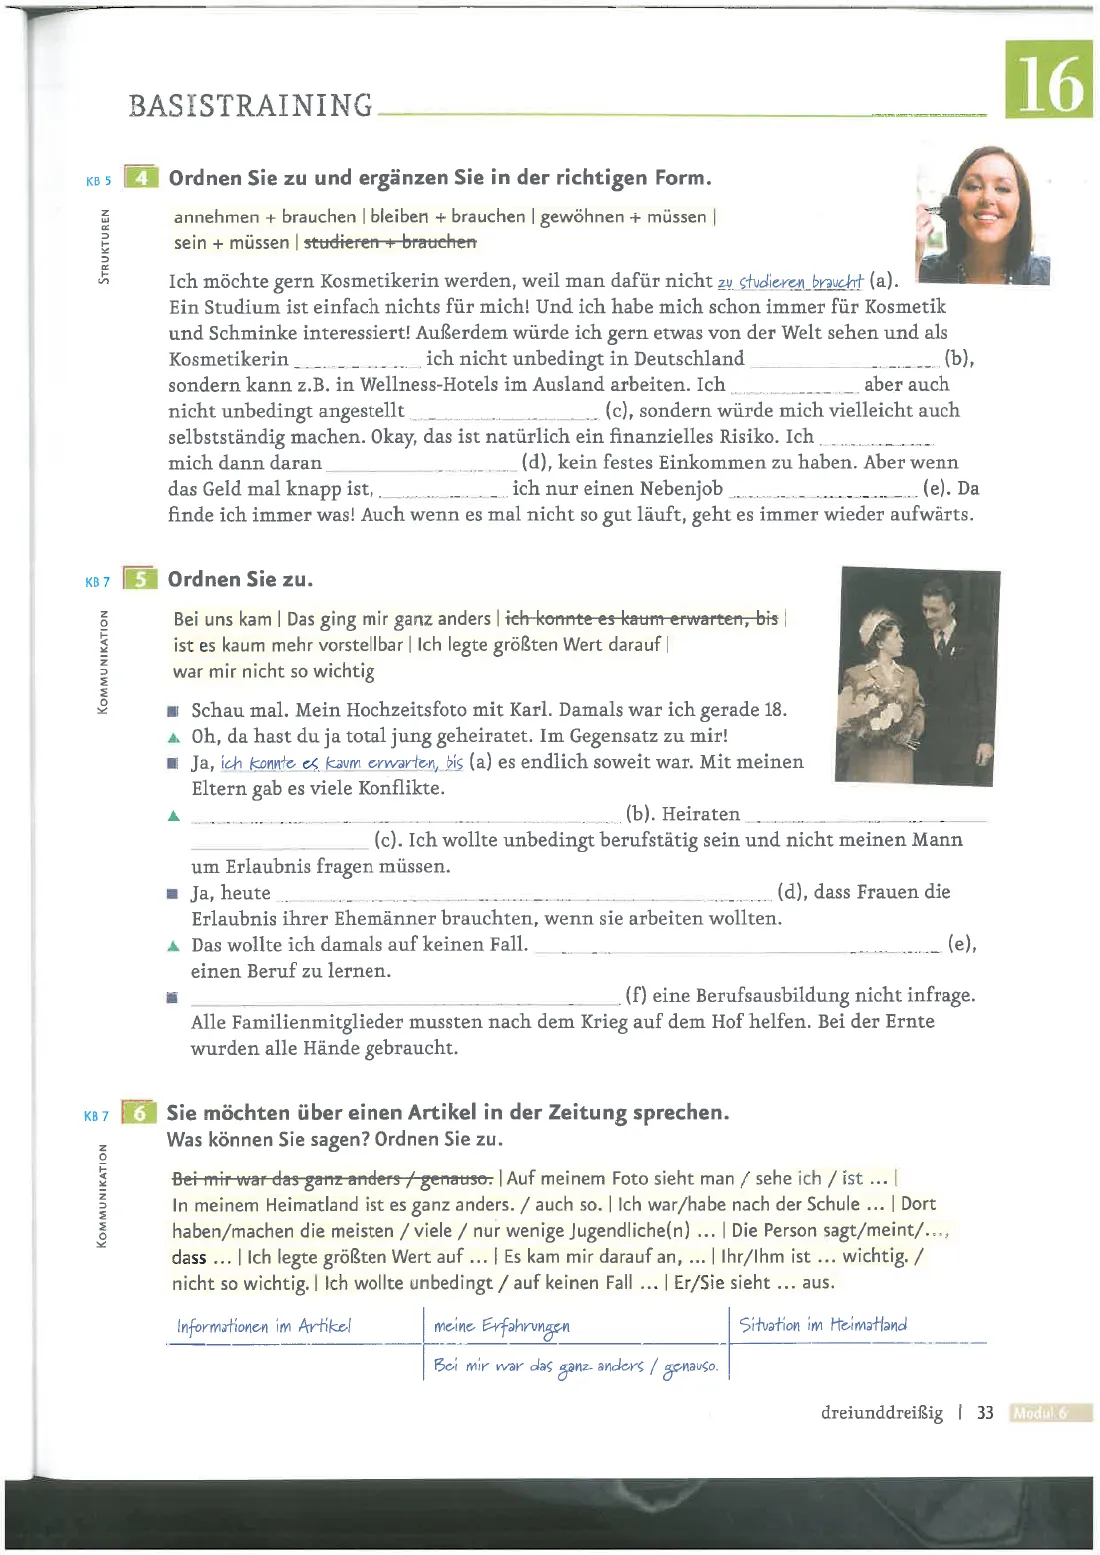 16
BASISTRAINING
KB 5 4 Ordnen Sie zu und ergänzen Sie in der richtigen Form.
STRUKTUREN
annehmen + brauchen | bleiben + brauchen | gewöhnen + müssen |
sein + müssen | studieren + brauchen
Ich möchte gern Kosmetikerin werden, weil man dafür nicht zu studieren braucht (a).
Ein Studium ist einfach nichts für mich! Und ich habe mich schon immer für Kosmetik
und Schminke interessiert! Außerdem würde ich gern etwas von der Welt sehen und als
Kosmetikerin ____________ ich nicht unbedingt in Deutschland ____________ (b),
sondern kann z.B. in Wellness-Hotels im Ausland arbeiten. Ich ____________ aber auch
nicht unbedingt angestellt ____________ (c), sondern würde mich vielleicht auch
selbstständig machen. Okay, das ist natürlich ein finanzielles Risiko. Ich ____________
mich dann daran ____________ (d), kein festes Einkommen zu haben. Aber wenn
das Geld mal knapp ist, ____________ ich nur einen Nebenjob ____________ (e). Da
finde ich immer was! Auch wenn es mal nicht so gut läuft, geht es immer wieder aufwärts.
KB 7 5 Ordnen Sie zu.
KOMMUNIKATION
Bei uns kam | Das ging mir ganz anders | ich konnte es kaum erwarten, bis |
ist es kaum mehr vorstellbar | Ich legte größten Wert darauf |
war mir nicht so wichtig
■ Schau mal. Mein Hochzeitsfoto mit Karl. Damals war ich gerade 18.
▲ Oh, da hast du ja total jung geheiratet. Im Gegensatz zu mir!
■ Ja, ich konnte es kaum erwarten, bis (a) es endlich soweit war. Mit meinen
Eltern gab es viele Konflikte.
▲ ____________ (b). Heiraten ____________
____________ (c). Ich wollte unbedingt berufstätig sein und nicht meinen Mann
um Erlaubnis fragen müssen.
■ Ja, heute ____________ (d), dass Frauen die
Erlaubnis ihrer Ehemänner brauchten, wenn sie arbeiten wollten.
▲ Das wollte ich damals auf keinen Fall. ____________ (e),
einen Beruf zu lernen.
■ ____________ (f) eine Berufsausbildung nicht infrage.
Alle Familienmitglieder mussten nach dem Krieg auf dem Hof helfen. Bei der Ernte
wurden alle Hände gebraucht.
KB 7 6 Sie möchten über einen Artikel in der Zeitung sprechen.
Was können Sie sagen? Ordnen Sie zu.
KOMMUNIKATION
Bei mir war das ganz anders / genauso. | Auf meinem Foto sieht man / sehe ich / ist ... |
In meinem Heimatland ist es ganz anders. / auch so. | Ich war/habe nach der Schule ... | Dort
haben/machen die meisten / viele / nur wenige Jugendliche(n) ... | Die Person sagt/meint/...,
dass ... | Ich legte größten Wert auf ... | Es kam mir darauf an, ... | Ihr/Ihm ist ... wichtig. /
nicht so wichtig. | Ich wollte unbedingt / auf keinen Fall ... | Er/Sie sieht ... aus.
Informationen im Artikel | meine Erfahrungen | Situation im Heimatland
Bei mir war das ganz anders / genauso.
dreiunddreißig | 33 Modul 6